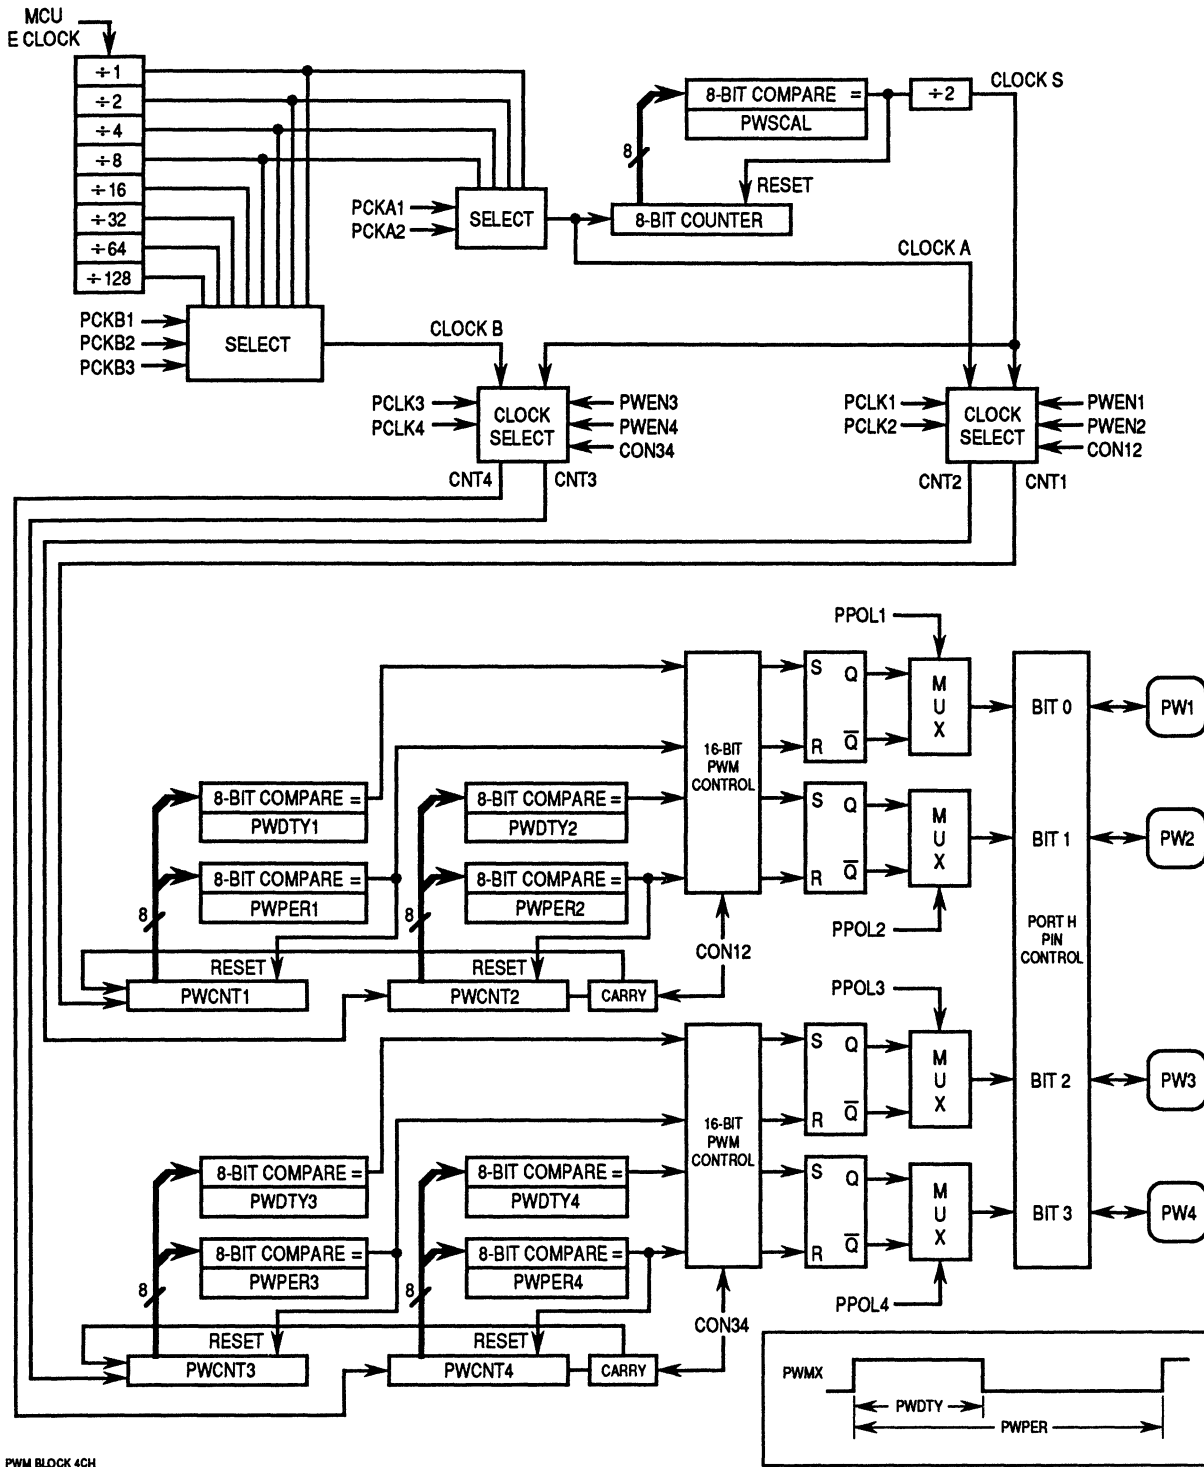 MCU
E CLOCK
÷ 1
÷ 2
÷ 4
÷ 8
÷ 16
÷ 32
÷ 64
÷ 128
PCKB1
PCKB2
PCKB3
SELECT
PCKA1
PCKA2
SELECT
8-BIT COMPARE =
PWSCAL
8
RESET
8-BIT COUNTER
÷ 2
CLOCK S
CLOCK A
CLOCK B
PCLK3
PCLK4
CLOCK
SELECT
PWEN3
PWEN4
CON34
CNT4
CNT3
PCLK1
PCLK2
CLOCK
SELECT
PWEN1
PWEN2
CON12
CNT2
CNT1
8-BIT COMPARE =
PWDTY1
8-BIT COMPARE =
PWPER1
8
RESET
PWCNT1
8-BIT COMPARE =
PWDTY2
8-BIT COMPARE =
PWPER2
8
RESET
PWCNT2
CARRY
CON12
16-BIT
PWM
CONTROL
S Q
R Q̅
S Q
R Q̅
PPOL1
MUX
MUX
PPOL2
BIT 0
BIT 1
PORT H
PIN
CONTROL
BIT 2
BIT 3
PW1
PW2
PW3
PW4
8-BIT COMPARE =
PWDTY3
8-BIT COMPARE =
PWPER3
8
RESET
PWCNT3
8-BIT COMPARE =
PWDTY4
8-BIT COMPARE =
PWPER4
8
RESET
PWCNT4
CARRY
CON34
16-BIT
PWM
CONTROL
S Q
R Q̅
S Q
R Q̅
PPOL3
MUX
MUX
PPOL4
PWMX
PWDTY
PWPER
PWM BLOCK 4CH